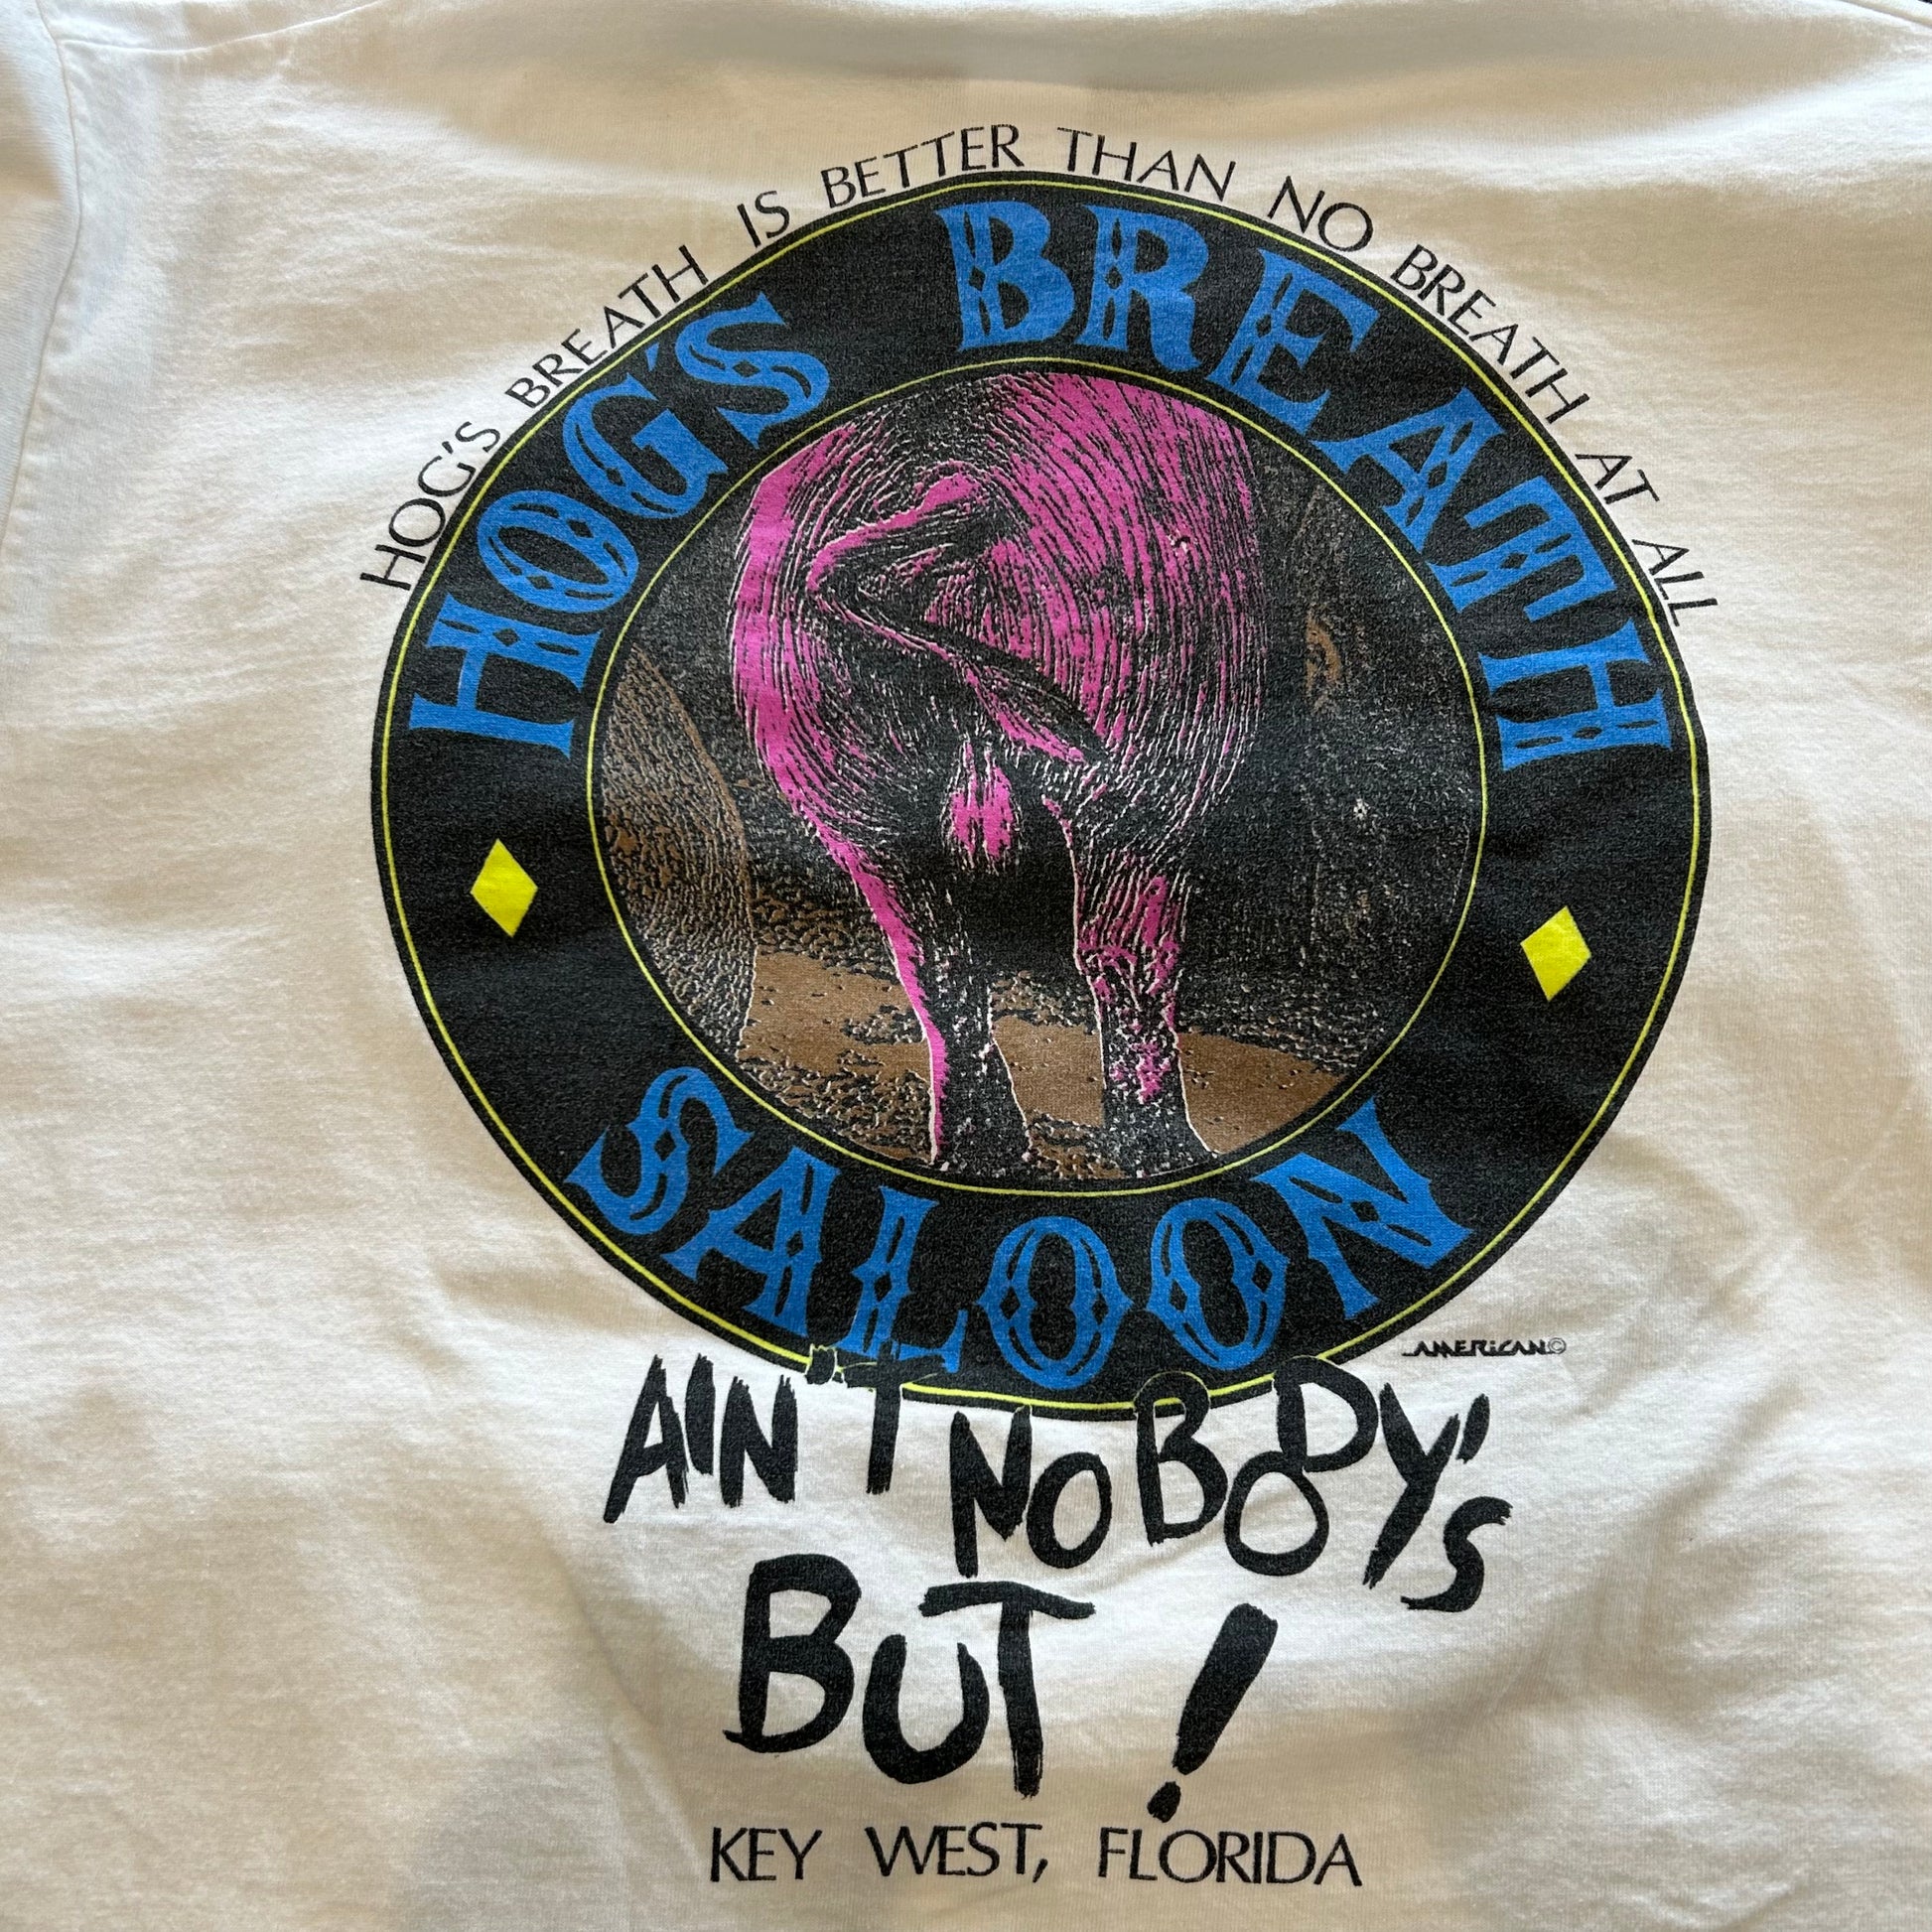 HOG'S BREATH IS BETTER THAN NO BREATH AT ALL
HOG'S BREATH
SALOON
AMERiCAN©
AIN'T NOBODY'S
BUT!
KEY WEST, FLORIDA